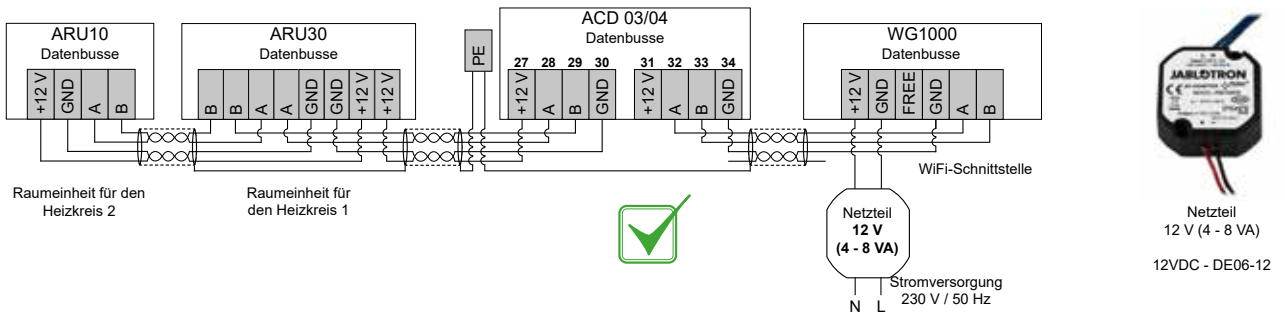 ARU10
Datenbusse
+12 V
GND
A
B
Raumeinheit für den
Heizkreis 2
ARU30
Datenbusse
B
B
A
A
GND
GND
+12 V
+12 V
Raumeinheit für
den Heizkreis 1
PE
ACD 03/04
Datenbusse
27 28 29 30 31 32 33 34
+12 V
A
B
GND
+12 V
A
B
GND
WG1000
Datenbusse
+12 V
GND
FREE
GND
A
B
WiFi-Schnittstelle
Netzteil
12 V
(4 - 8 VA)
Stromversorgung
230 V / 50 Hz
N L
JABLOTRON
Netzteil
12 V (4 - 8 VA)
12VDC - DE06-12